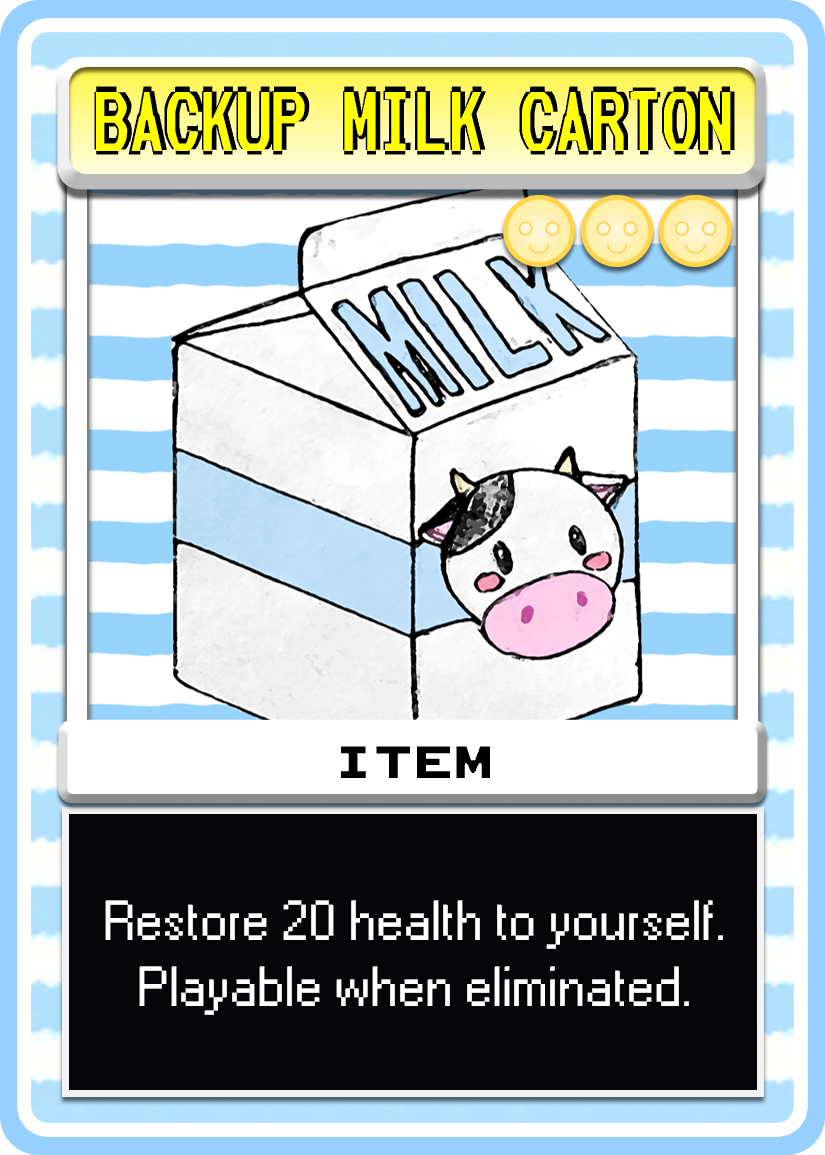 BACKUP MILK CARTON
MILK
ITEM
Restore 20 health to yourself.
Playable when eliminated.